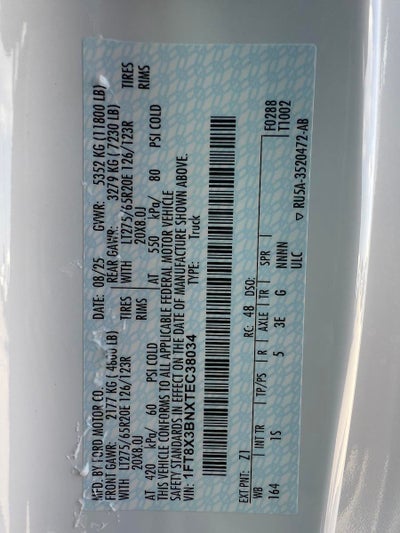 MFD. BY FORD MOTOR CO.
DATE: 08/25 GVWR: 5352 KG (11800 LB)
FRONT GAWR: 2177 KG (4800 LB) REAR GAWR: 3279 KG (7230 LB)
WITH LT275/65R20E 126/123R TIRES WITH LT275/65R20E 126/123R TIRES
20X8.0J RIMS 20X8.0J RIMS
AT 420 kPa/ 60 PSI COLD AT 550 kPa/ 80 PSI COLD
THIS VEHICLE CONFORMS TO ALL APPLICABLE FEDERAL MOTOR VEHICLE
SAFETY STANDARDS IN EFFECT ON THE DATE OF MANUFACTURE SHOWN ABOVE.
VIN: 1FT8X3BNXTEC38034 TYPE: Truck
F0288
TT002
EXT PNT: Z1 RC: 48 DSO:
WB INT TR TP/PS R AXLE TR SPR
164 1S 5 3E G NNNN
ULC
▽ RU5A-3520472-AB